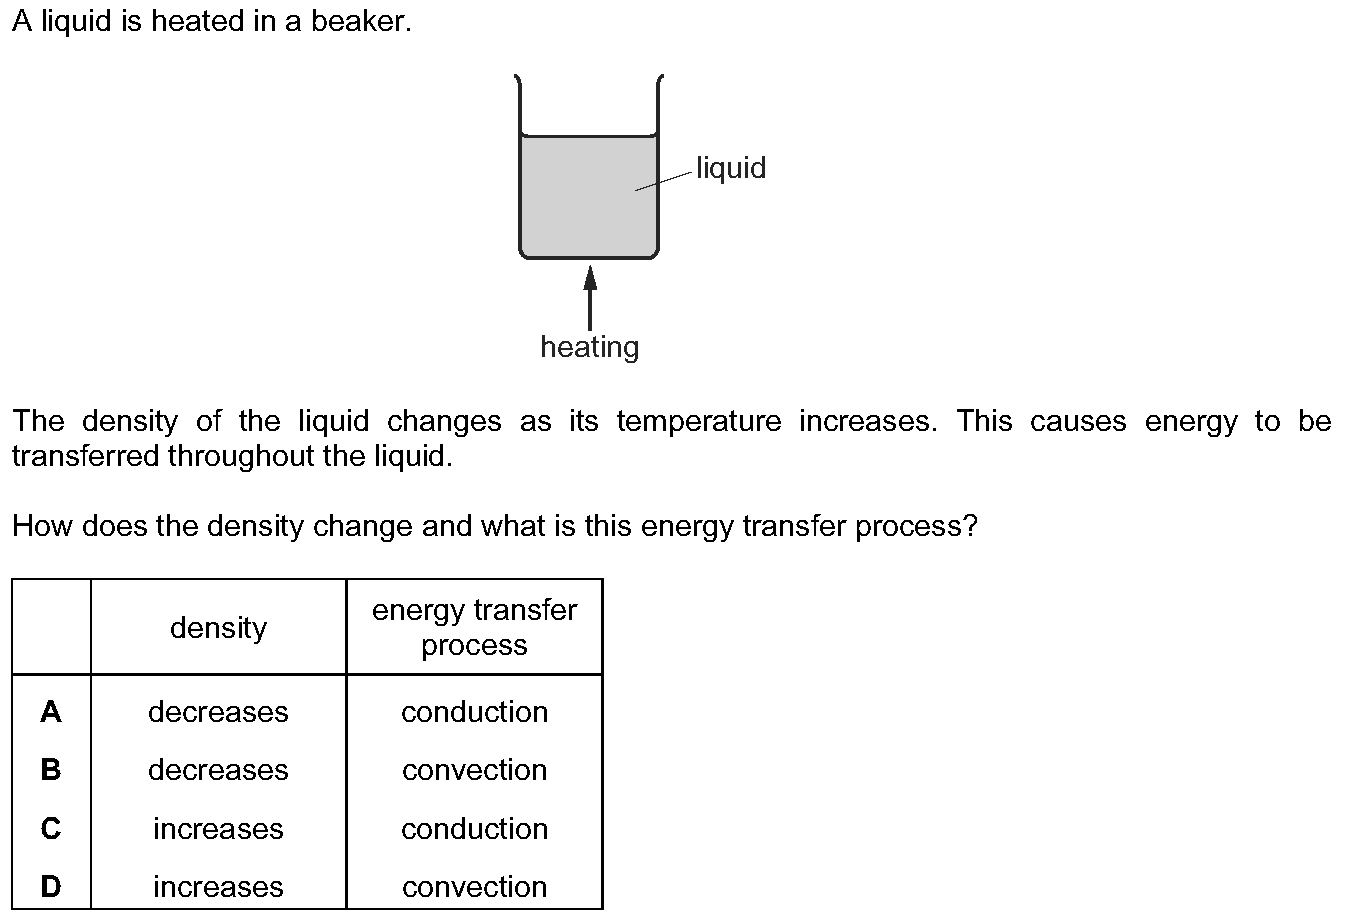 A liquid is heated in a beaker.
liquid
heating
The density of the liquid changes as its temperature increases. This causes energy to be
transferred throughout the liquid.
How does the density change and what is this energy transfer process?
density
energy transfer
process
A decreases conduction
B decreases convection
C increases conduction
D increases convection